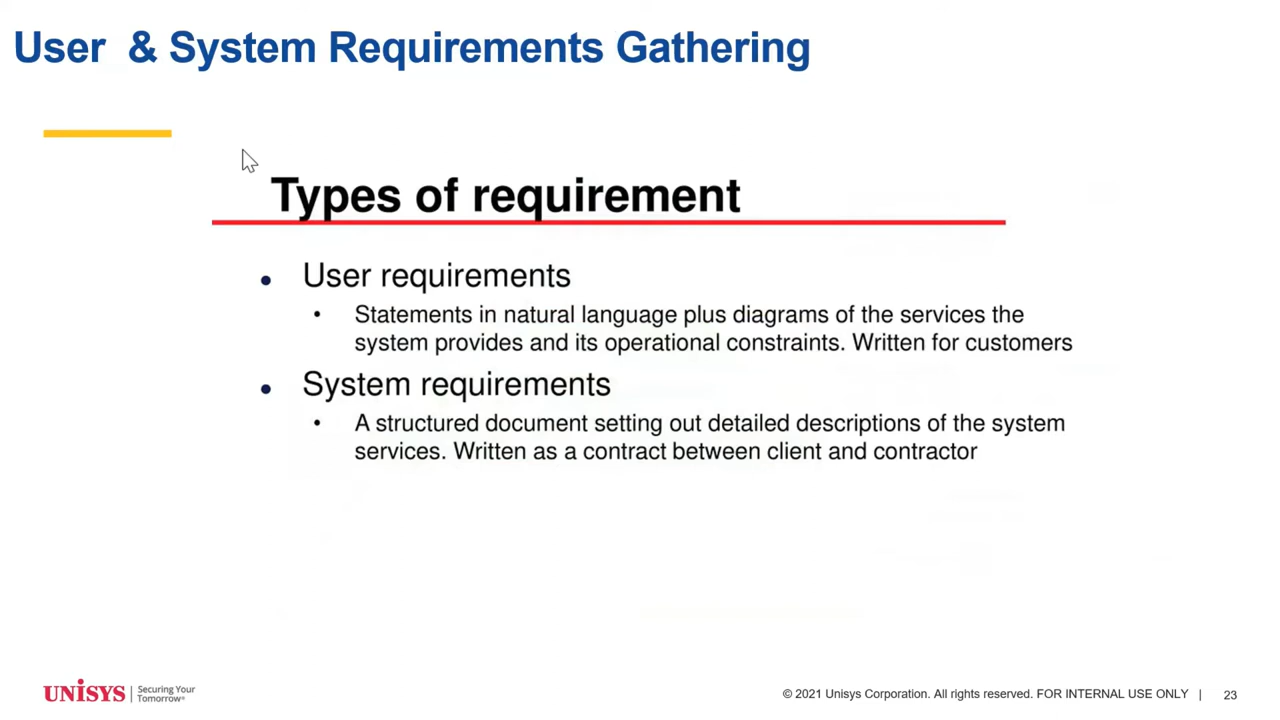 User & System Requirements Gathering
Types of requirement
• User requirements
• Statements in natural language plus diagrams of the services the
system provides and its operational constraints. Written for customers
• System requirements
• A structured document setting out detailed descriptions of the system
services. Written as a contract between client and contractor
UNISYS | Securing Your
Tomorrow®
© 2021 Unisys Corporation. All rights reserved. FOR INTERNAL USE ONLY | 23